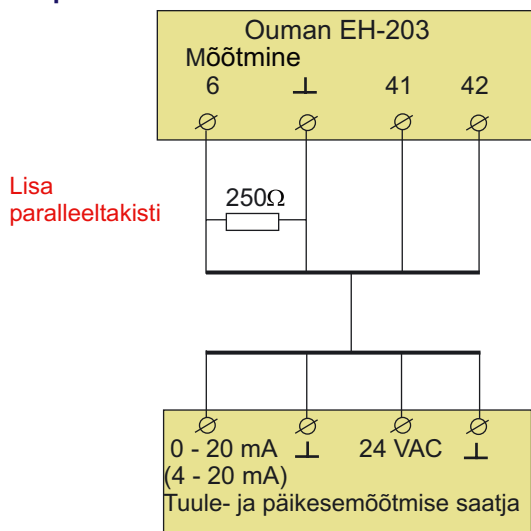 Ouman EH-203
Mõõtmine
6 ⊥ 41 42
Lisa
paralleeltakisti
250Ω
0 - 20 mA ⊥ 24 VAC ⊥
(4 - 20 mA)
Tuule- ja päikesemõõtmise saatja